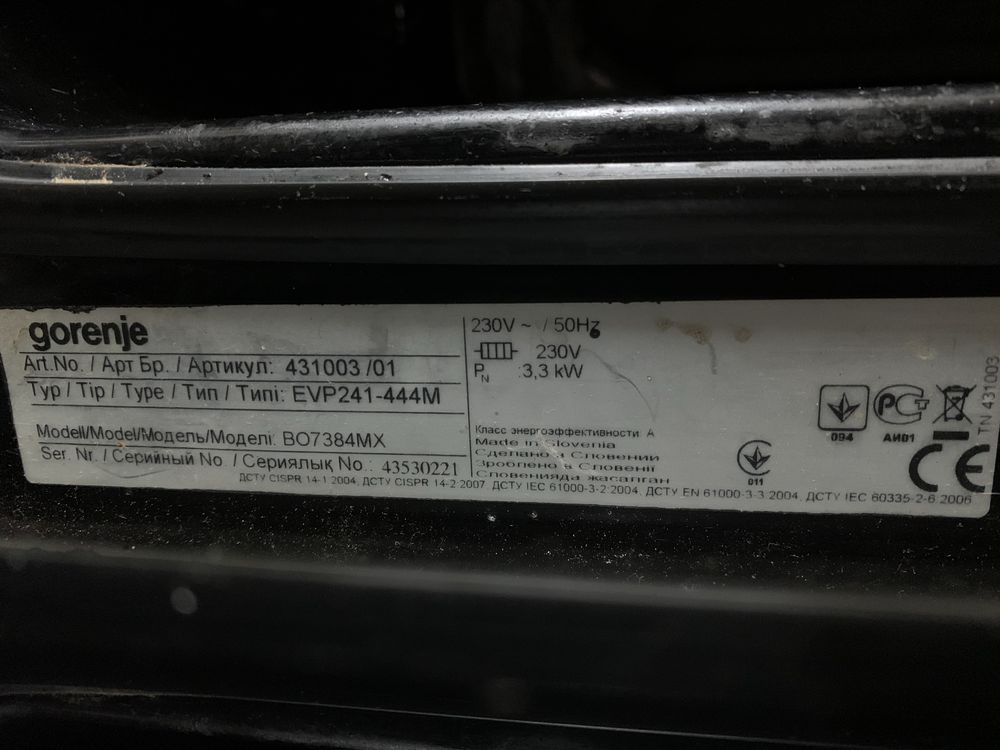 gorenje
Art.No. / Арт Бр. / Артикул: 431003 /01
Typ / Tip / Type / Тип / Типі: EVP241-444M
Modell/Model/Модель/Моделі: BO7384MX
Ser. Nr. / Серийный No. / Сериялық No.: 43530221
230V ~ / 50Hz
230V
PN :3,3 kW
Класс энергоэффективности: A
Made in Slovenia
Сделано в Словении
Зроблено в Словенії
Словенияда жасалған
011
094
АИ01
CE
TN 431003
ДСТУ CISPR 14-1 2004, ДСТУ CISPR 14-2 2007, ДСТУ IEC 61000-3-2 2004, ДСТУ EN 61000-3-3 2004, ДСТУ IEC 60335-2-6 2006